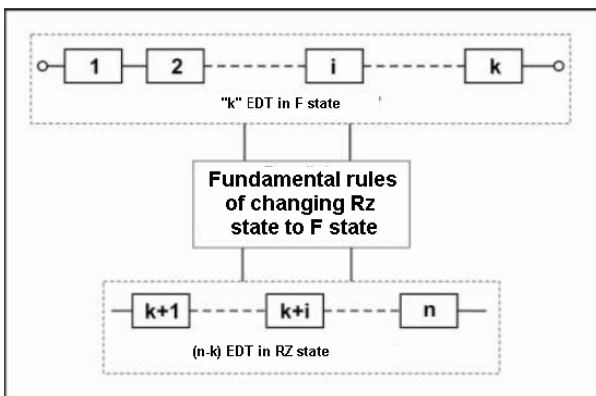 1 2 i k
"k" EDT in F state
Fundamental rules
of changing Rz
state to F state
k+1 k+i n
(n-k) EDT in RZ state